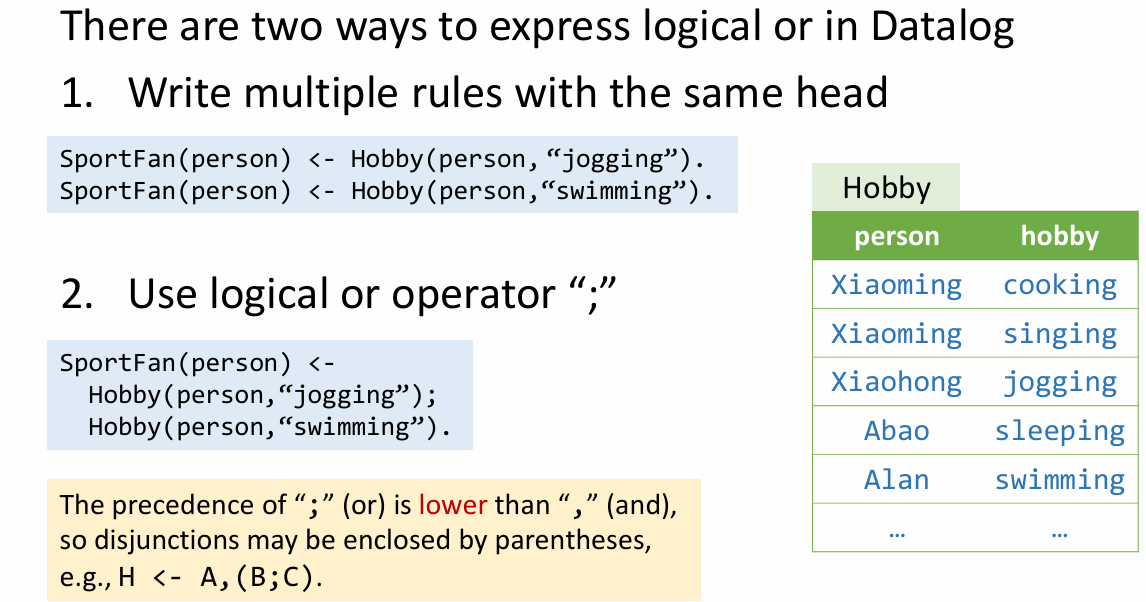 There are two ways to express logical or in Datalog
1. Write multiple rules with the same head
SportFan(person) <- Hobby(person,“jogging”).
SportFan(person) <- Hobby(person,“swimming”).
2. Use logical or operator “;”
SportFan(person) <-
Hobby(person,“jogging”);
Hobby(person,“swimming”).
The precedence of “;” (or) is lower than “,” (and),
so disjunctions may be enclosed by parentheses,
e.g., H <- A,(B;C).
Hobby
person hobby
Xiaoming cooking
Xiaoming singing
Xiaohong jogging
Abao sleeping
Alan swimming
… …